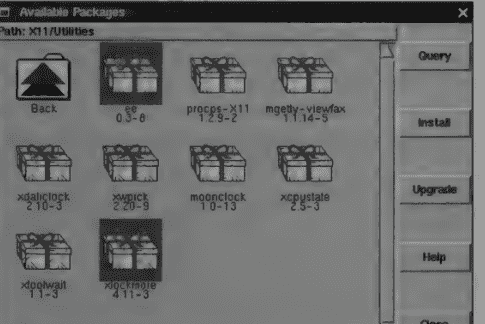 Available Packages
Path: X11/Utilities
Query
Back
ee
0.3-8
procps-X11
1.2.9-2
mgetty-viewfax
1.1.14-5
Install
xdaliclock
2.10-3
xwpick
2.20-9
moonclock
1.0-13
xcpustate
2.5-3
Upgrade
xtoolwait
1.1-3
xlockmore
4.11-3
Help